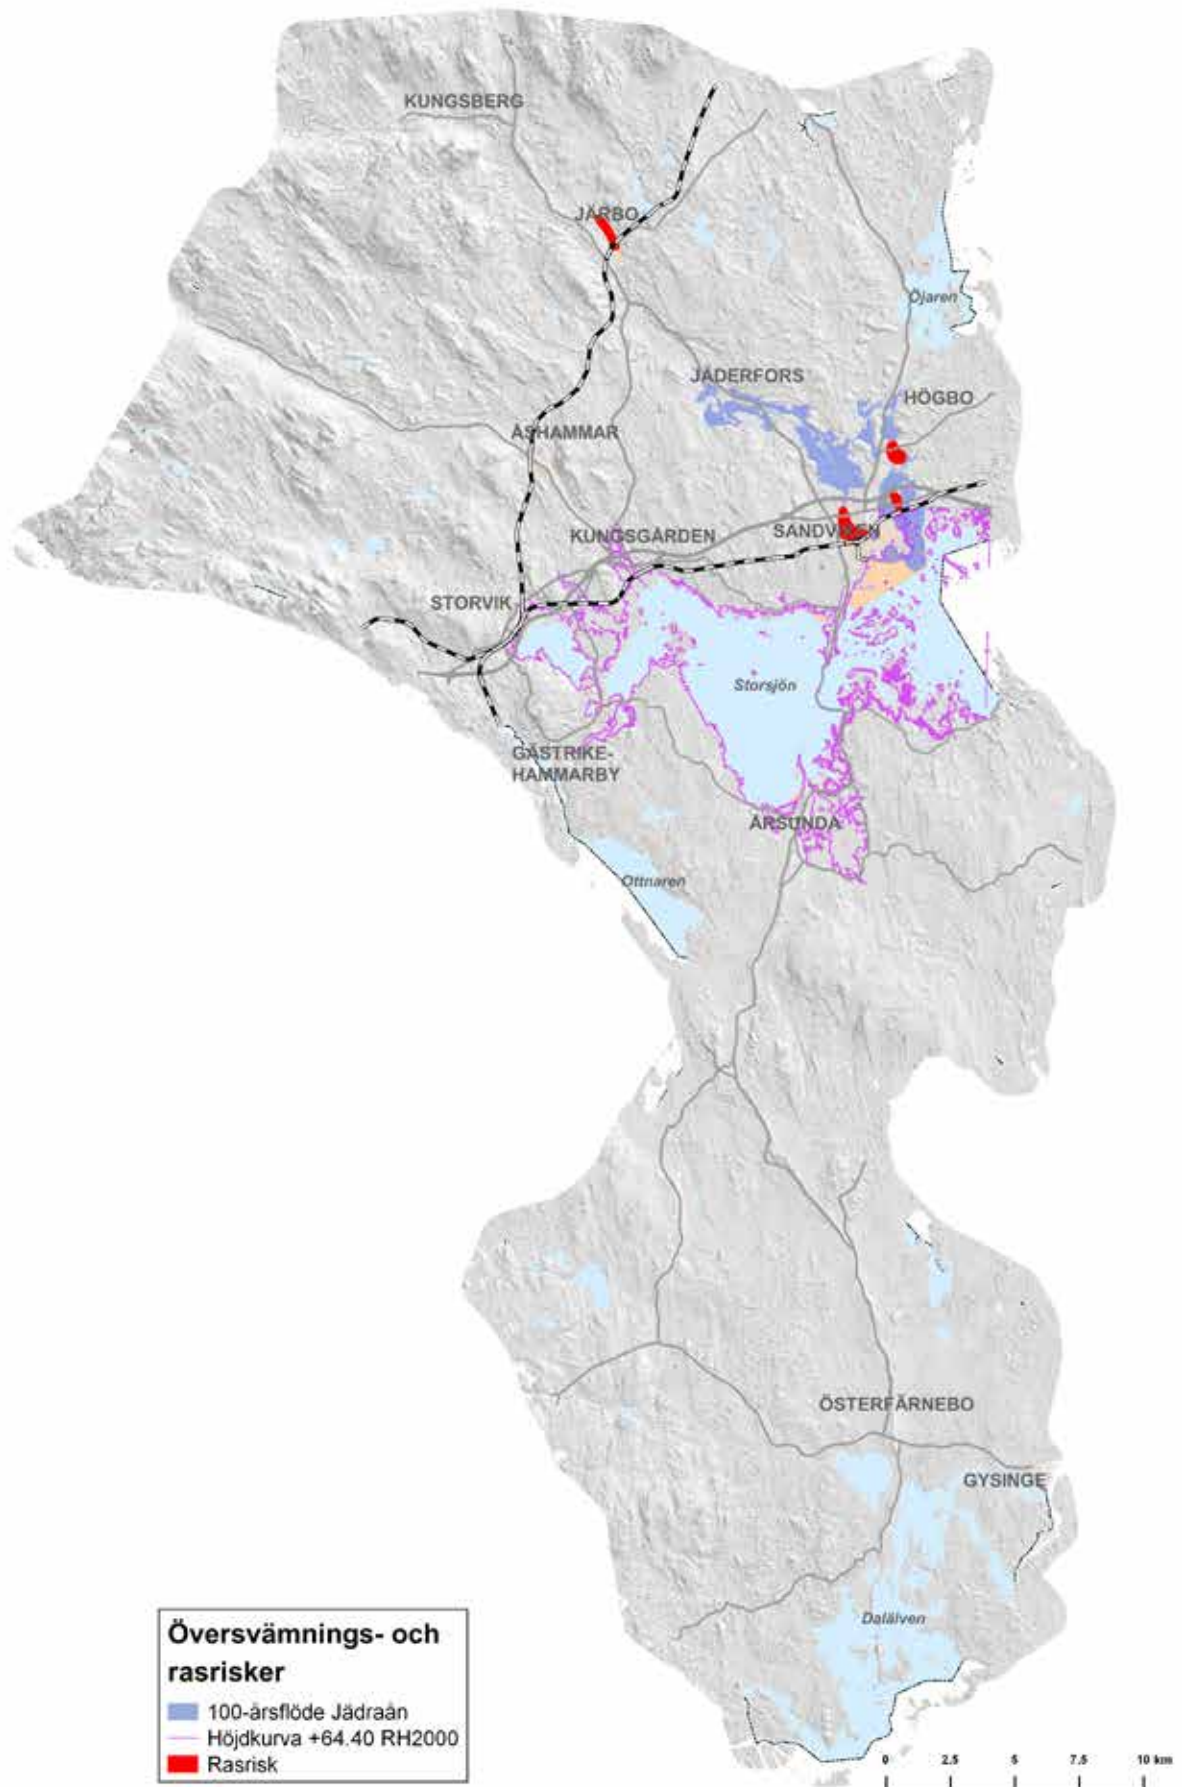 KUNGSBERG
JÄRBO
Öjaren
JÄDERFORS
HÖGBO
ÅSHAMMAR
KUNGSGÅRDEN
SANDVIKEN
STORVIK
Storsjön
GÄSTRIKE-
HAMMARBY
ÅRSUNDA
Ottnaren
ÖSTERFÄRNEBO
GYSINGE
Dalälven
Översvämnings- och
rasrisker
100-årsflöde Jädraån
Höjdkurva +64.40 RH2000
Rasrisk
0 2.5 5 7.5 10 km